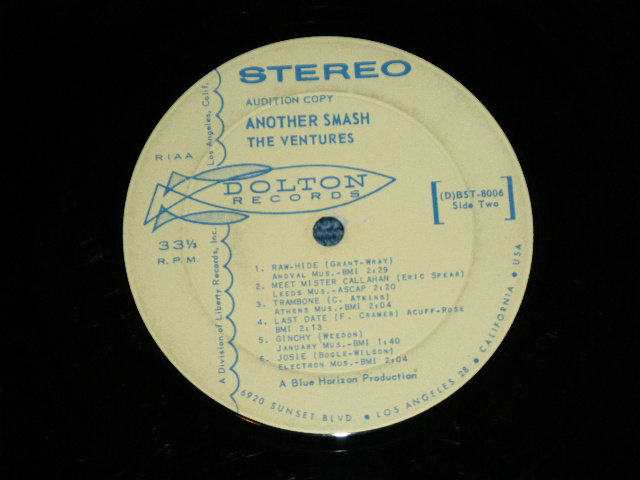 STEREO
AUDITION COPY
ANOTHER SMASH
THE VENTURES
RIAA
DOLTON
RECORDS
33⅓
R.P.M.
[(D)BST-8006
Side Two]
1. RAW-HIDE (GRANT-WRAY)
ANDVAL MUS.-BMI 2:29
2. MEET MISTER CALLAHAN (ERIC SPEAR)
LEEDS MUS.-ASCAP 2:20
3. TRAMBONE (C. ATKINS)
ATHENS MUS.-BMI 2:04
4. LAST DATE (F. CRAMER) ACUFF-ROSE
BMI 2:13
5. GINCHY (WEEDON)
JANUARY MUS.-BMI 1:40
6. JOSIE (BOGLE-WILSON)
ELECTRON MUS.-BMI 2:04
A Blue Horizon Production
A Division of Liberty Records, Inc.
Los Angeles, Calif.
6920 SUNSET BLVD. • LOS ANGELES 28 • CALIFORNIA • USA